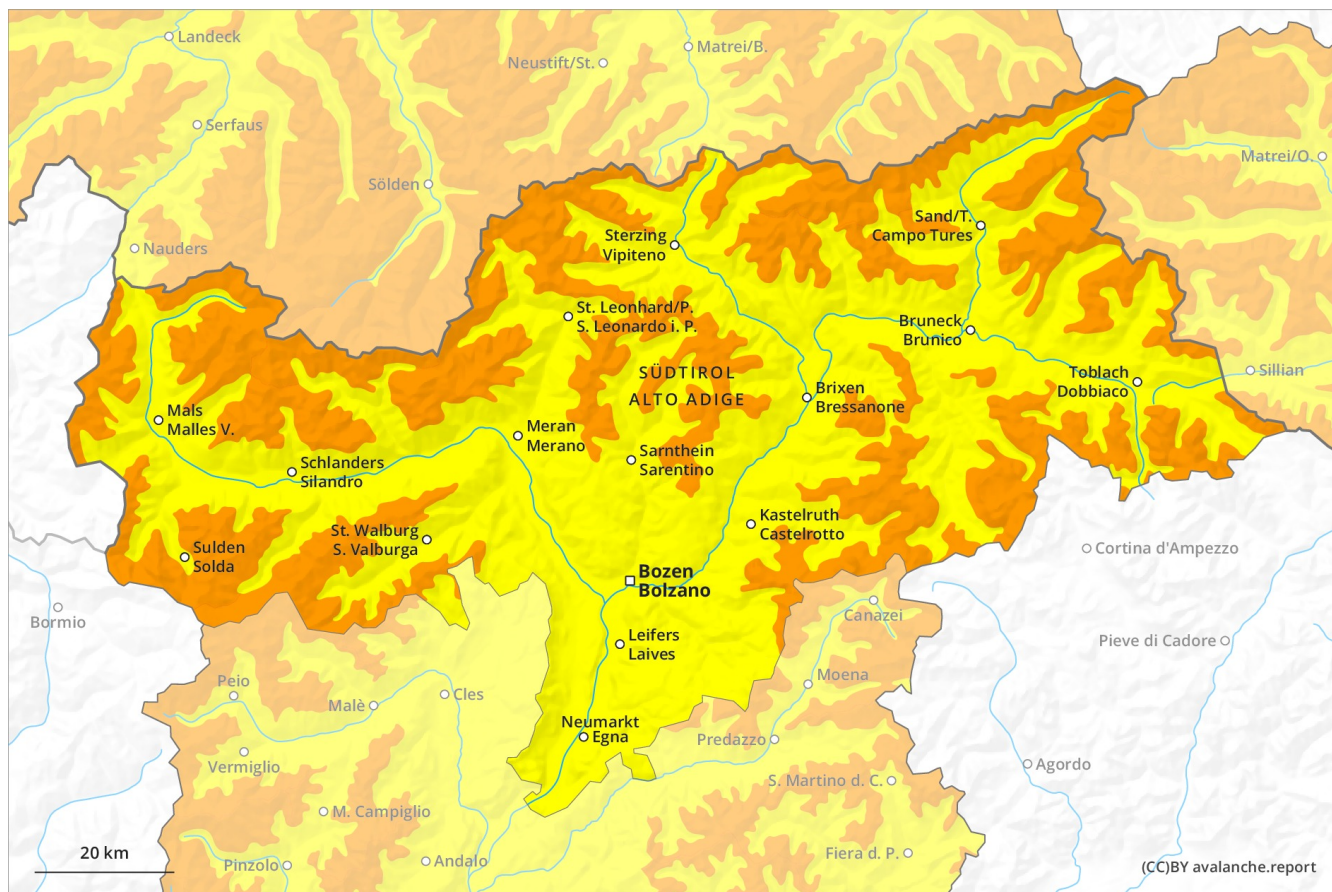 Landeck
Matrei/B.
Neustift/St.
Serfaus
Matrei/O.
Sölden
Sand/T.
Campo Tures
Sterzing
Vipiteno
Nauders
St. Leonhard/P.
S. Leonardo i. P.
Bruneck
Brunico
SÜDTIROL
ALTO ADIGE
Toblach
Dobbiaco
Sillian
Brixen
Bressanone
Mals
Malles V.
Meran
Merano
Sarnthein
Sarentino
Schlanders
Silandro
Kastelruth
Castelrotto
St. Walburg
S. Valburga
Sulden
Solda
Cortina d'Ampezzo
Bozen
Bolzano
Bormio
Canazei
Leifers
Laives
Pieve di Cadore
Moena
Peio
Cles
Malè
Neumarkt
Egna
Predazzo
Vermiglio
Agordo
S. Martino d. C.
M. Campiglio
20 km
Pinzolo
Andalo
Fiera d. P.
(CC)BY avalanche.report